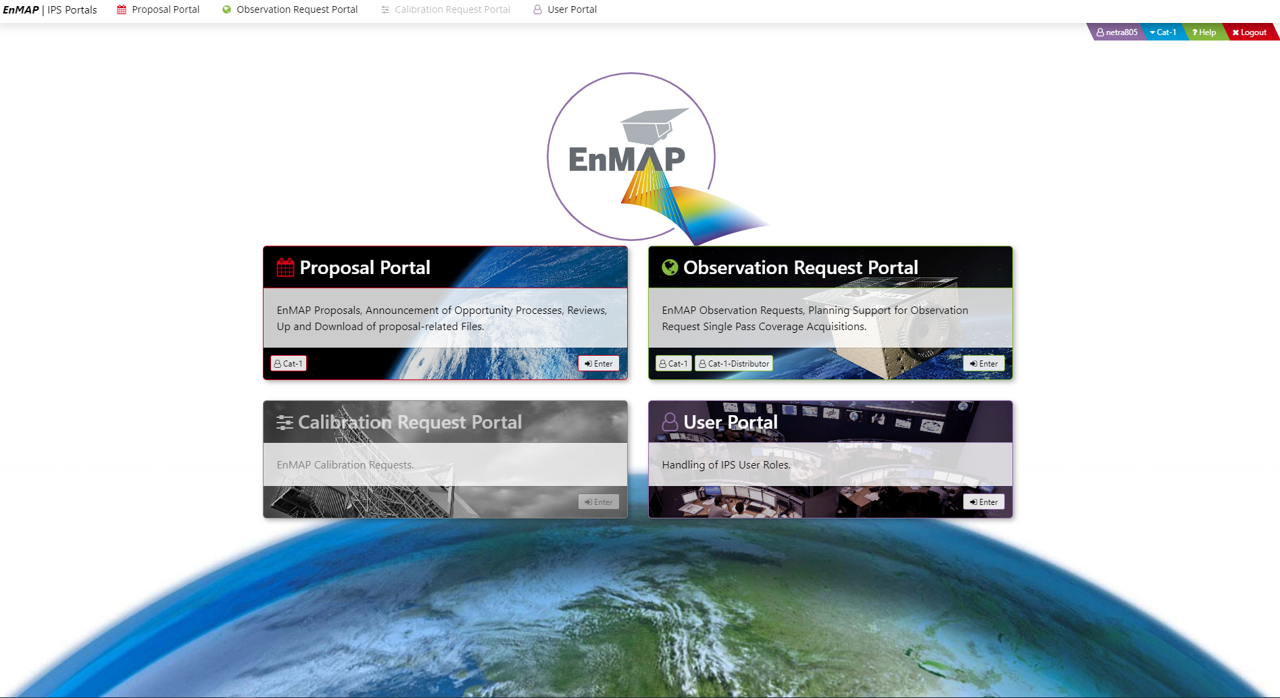 EnMAP | IPS Portals Proposal Portal Observation Request Portal Calibration Request Portal User Portal
netra805 Cat-1 ? Help Logout
EnMAP
Proposal Portal
EnMAP Proposals, Announcement of Opportunity Processes, Reviews,
Up and Download of proposal-related Files.
Cat-1 Enter
Observation Request Portal
EnMAP Observation Requests, Planning Support for Observation
Request Single Pass Coverage Acquisitions.
Cat-1 Cat-1-Distributor Enter
Calibration Request Portal
EnMAP Calibration Requests.
Enter
User Portal
Handling of IPS User Roles.
Enter